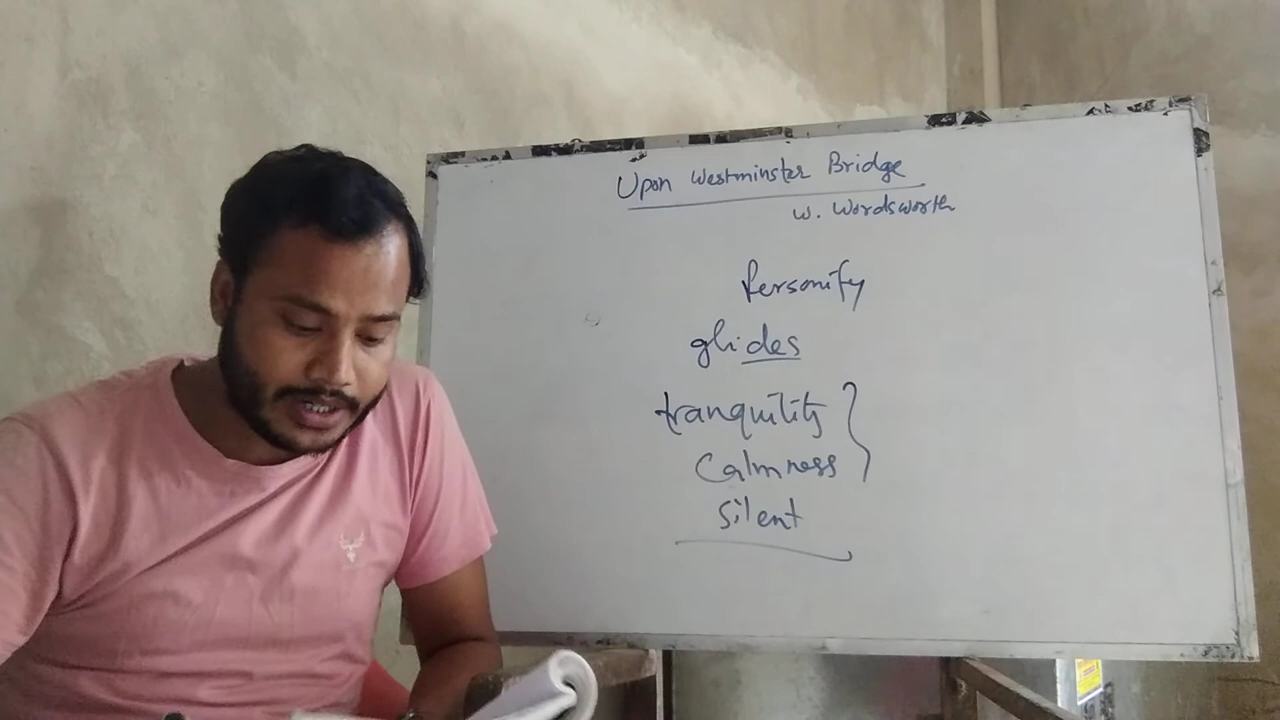 Upon Westminster Bridge
W. Wordsworth
Personify
glides
tranquility
Calmness
Silent